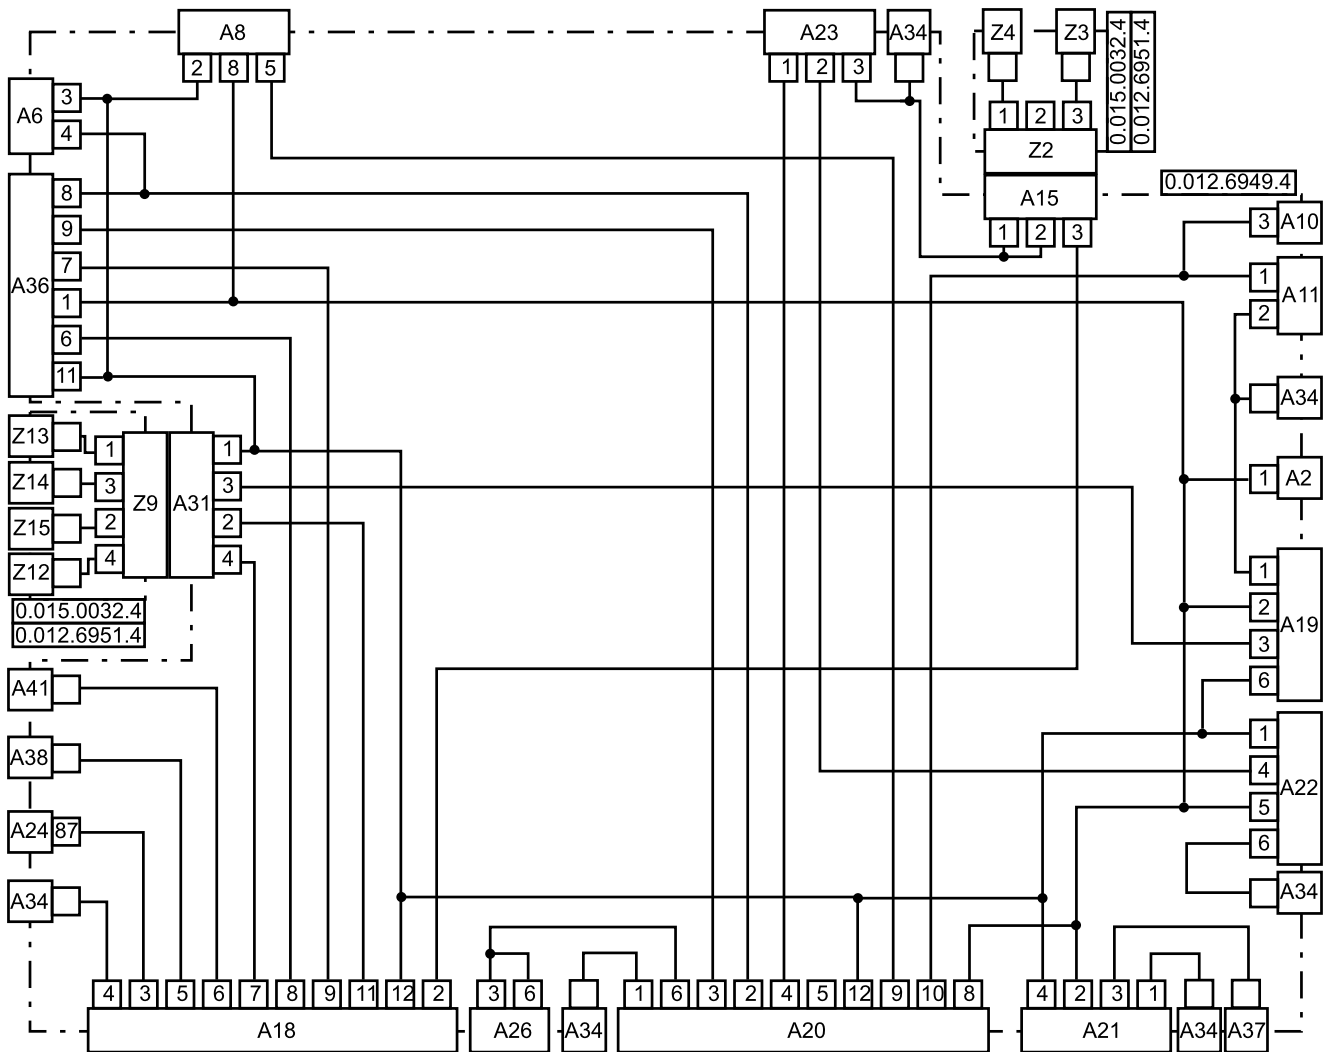 A8
A23
A34
Z4
Z3
0.015.0032.4
0.012.6951.4
2 8 5
1 2 3
A6
3
4
1 2 3
Z2
A15
1 2 3
0.012.6949.4
A36
8
9
7
1
6
11
3 A10
1
2
A11
A34
1 A2
Z13
Z14
Z15
Z12
1
3
2
4
Z9
A31
1
3
2
4
0.015.0032.4
0.012.6951.4
1
2
3
6
A19
A41
A38
A24 87
A34
1
4
5
6
A22
A34
4 3 5 6 7 8 9 11 12 2
3 6
1 6 3 2 4 5 12 9 10 8
4 2 3 1
A18
A26
A34
A20
A21
A34
A37